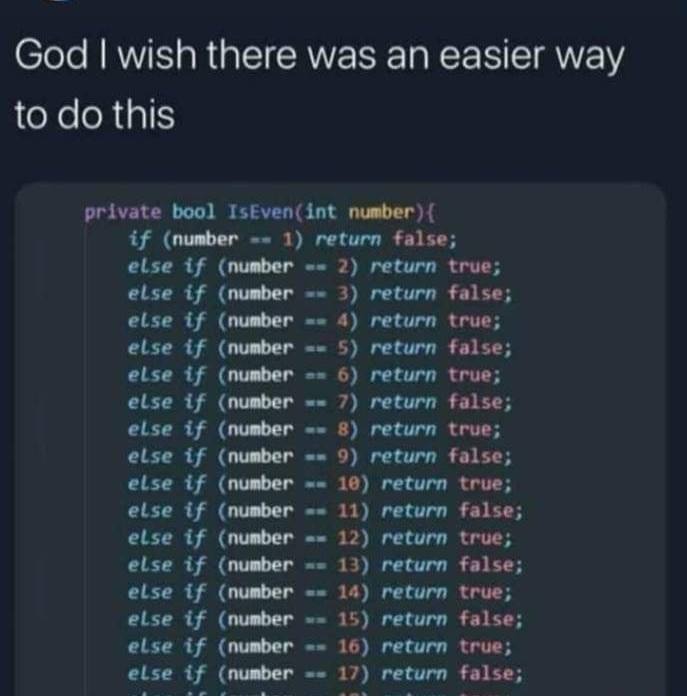 God I wish there was an easier way
to do this
private bool IsEven(int number){
if (number == 1) return false;
else if (number == 2) return true;
else if (number == 3) return false;
else if (number == 4) return true;
else if (number == 5) return false;
else if (number == 6) return true;
else if (number == 7) return false;
else if (number == 8) return true;
else if (number == 9) return false;
else if (number == 10) return true;
else if (number == 11) return false;
else if (number == 12) return true;
else if (number == 13) return false;
else if (number == 14) return true;
else if (number == 15) return false;
else if (number == 16) return true;
else if (number == 17) return false;